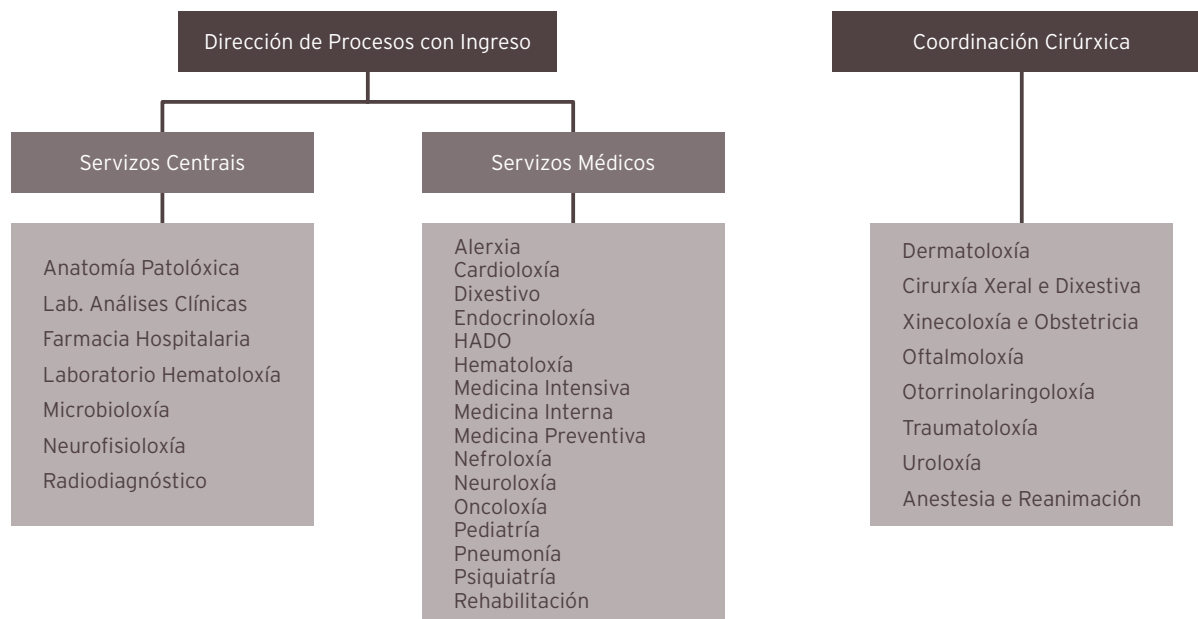 Dirección de Procesos con Ingreso
Coordinación Cirúrxica
Servizos Centrais
Servizos Médicos
Anatomía Patolóxica
Lab. Análises Clínicas
Farmacia Hospitalaria
Laboratorio Hematoloxía
Microbioloxía
Neurofisioloxía
Radiodiagnóstico
Alerxia
Cardioloxía
Dixestivo
Endocrinoloxía
HADO
Hematoloxía
Medicina Intensiva
Medicina Interna
Medicina Preventiva
Nefroloxía
Neuroloxía
Oncoloxía
Pediatría
Pneumonía
Psiquiatría
Rehabilitación
Dermatoloxía
Cirurxía Xeral e Dixestiva
Xinecoloxía e Obstetricia
Oftalmoloxía
Otorrinolaringoloxía
Traumatoloxía
Uroloxía
Anestesia e Reanimación